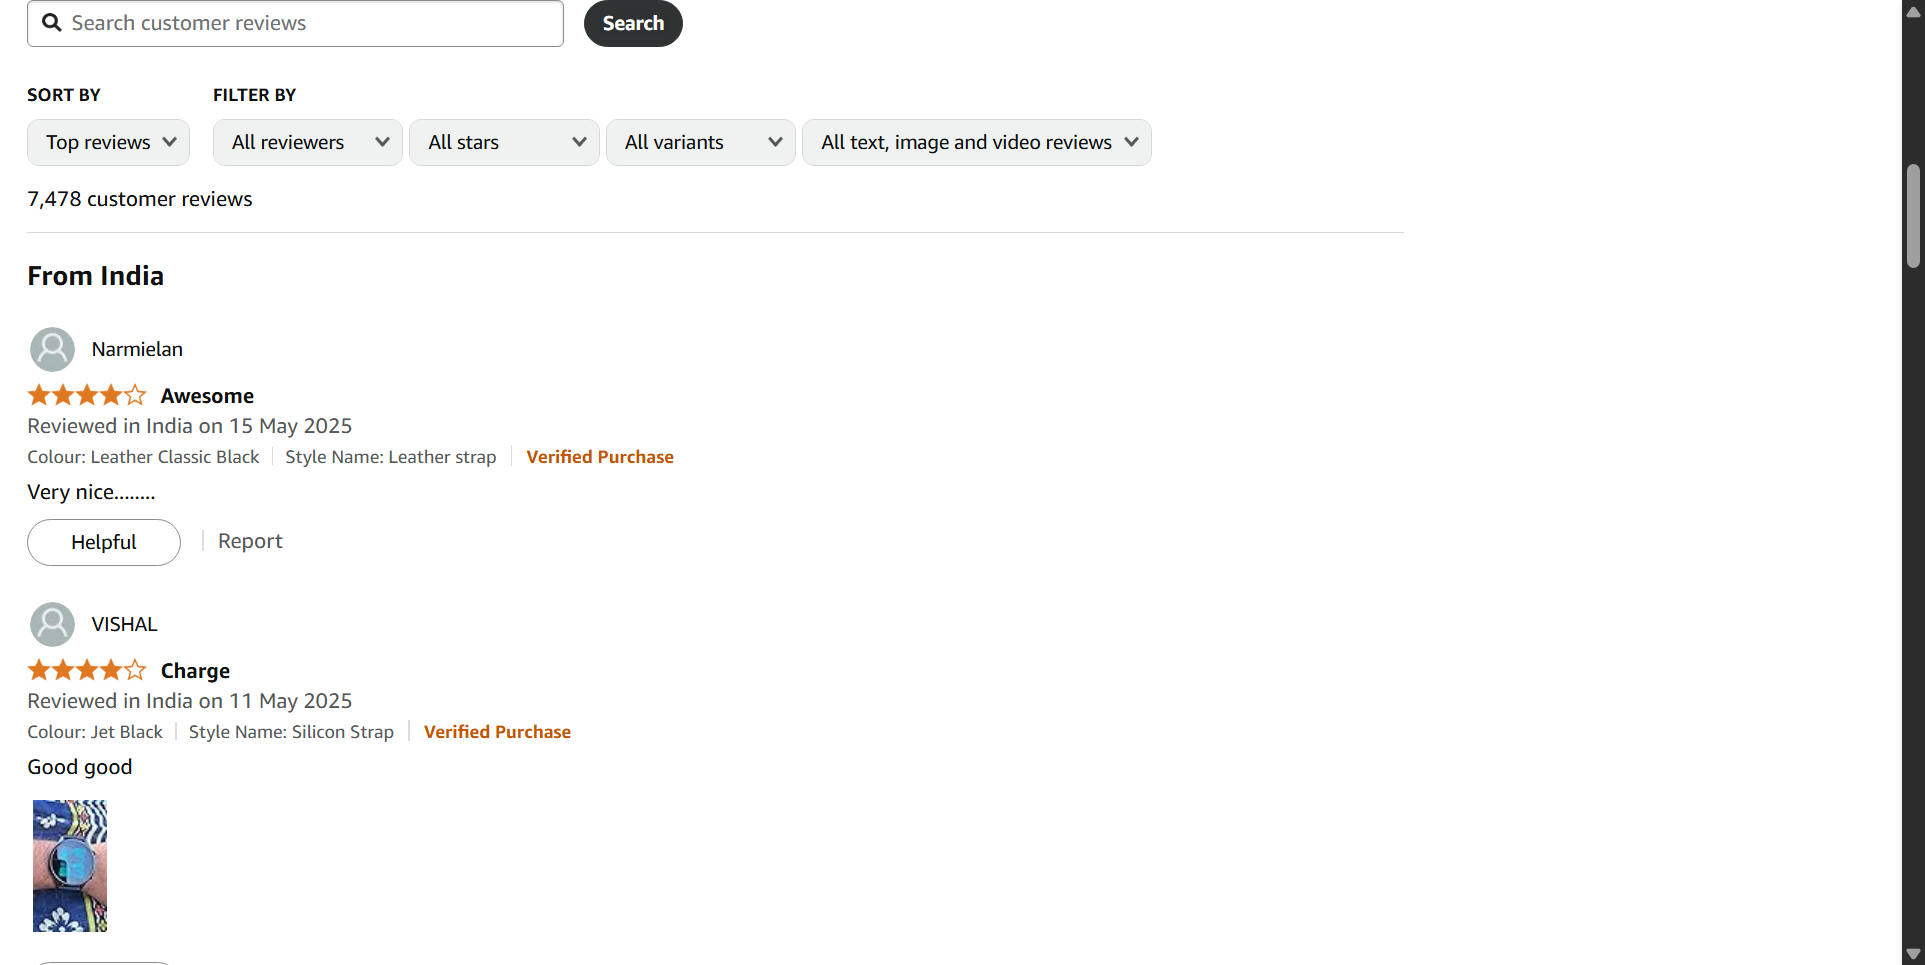 Search customer reviews
Search
SORT BY
FILTER BY
Top reviews
All reviewers
All stars
All variants
All text, image and video reviews
7,478 customer reviews
From India
Narmielan
Awesome
Reviewed in India on 15 May 2025
Colour: Leather Classic Black
Style Name: Leather strap
Verified Purchase
Very nice........
Helpful
Report
VISHAL
Charge
Reviewed in India on 11 May 2025
Colour: Jet Black
Style Name: Silicon Strap
Verified Purchase
Good good